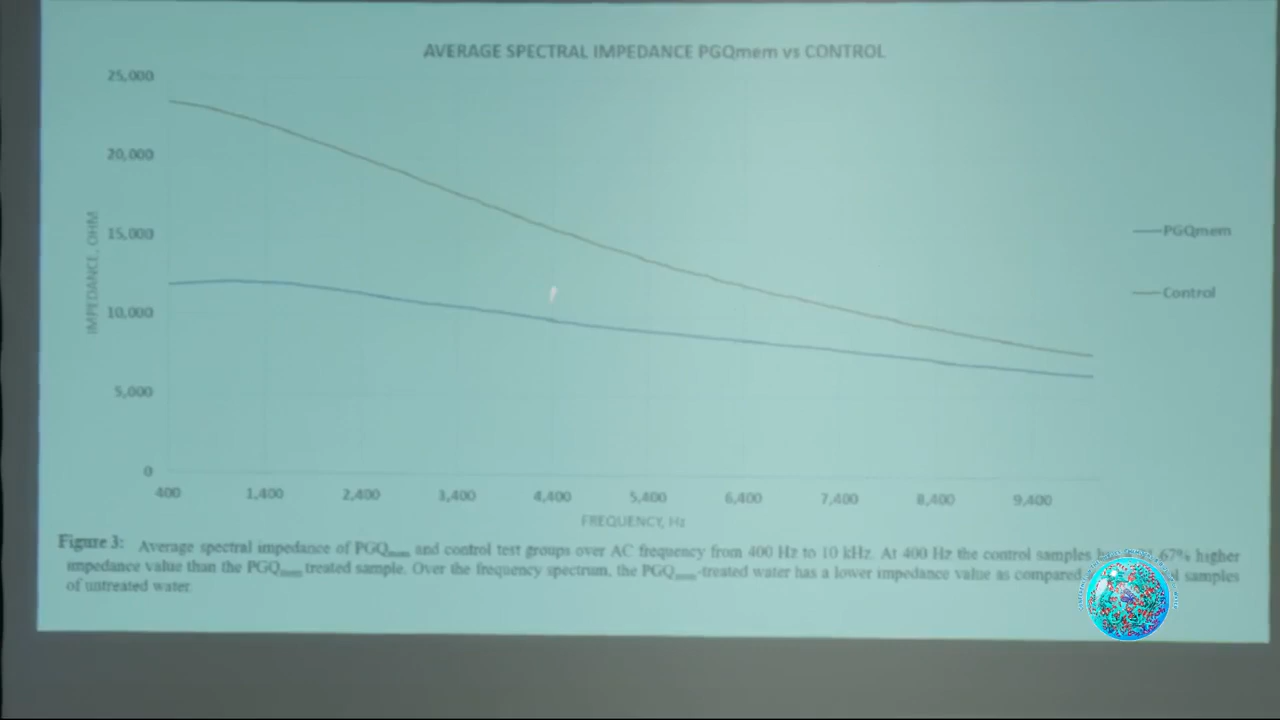 AVERAGE SPECTRAL IMPEDANCE PGQmem vs CONTROL
25,000
20,000
15,000
10,000
5,000
0
IMPEDANCE, OHM
400 1,400 2,400 3,400 4,400 5,400 6,400 7,400 8,400 9,400
FREQUENCY, Hz
PGQmem
Control
Figure 3: Average spectral impedance of PGQmem and control test groups over AC frequency from 400 Hz to 10 kHz. At 400 Hz the control samples 67% higher
impedance value than the PGQmem treated sample. Over the frequency spectrum, the PGQmem-treated water has a lower impedance value as compared samples
of untreated water.